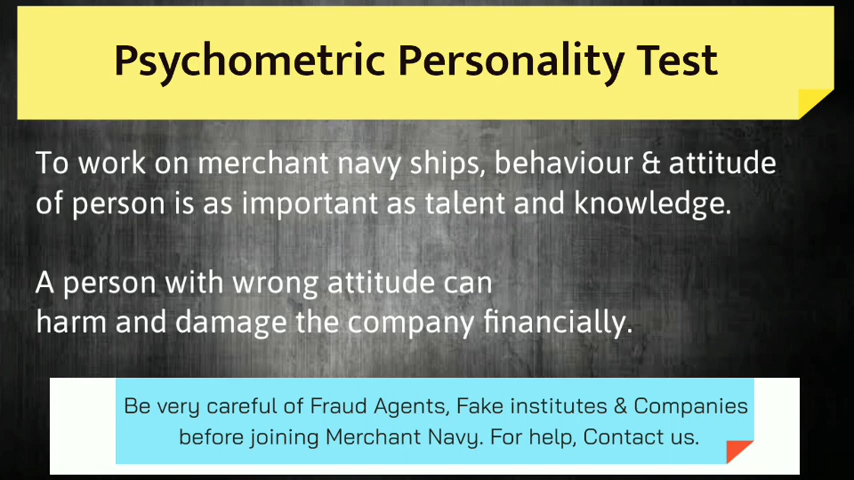 Psychometric Personality Test
To work on merchant navy ships, behaviour & attitude
of person is as important as talent and knowledge.
A person with wrong attitude can
harm and damage the company financially.
Be very careful of Fraud Agents, Fake institutes & Companies
before joining Merchant Navy. For help, Contact us.